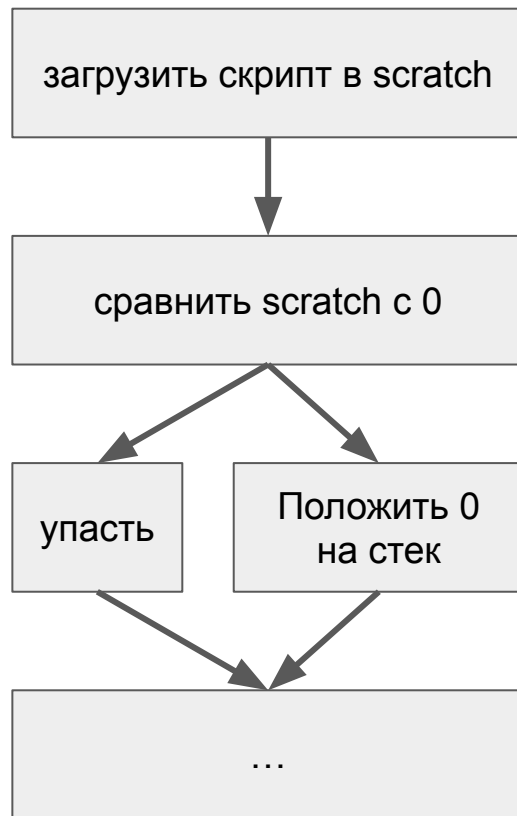 загрузить скрипт в scratch
сравнить scratch с 0
упасть
Положить 0
на стек
…